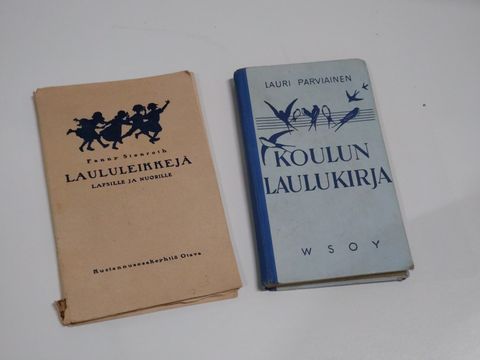 Fanny Stenroth
LAULULEIKKEJÄ
LAPSILLE JA NUORILLE
Kustannusosakeyhtiö Otava
LAURI PARVIAINEN
KOULUN
LAULUKIRJA
WSOY